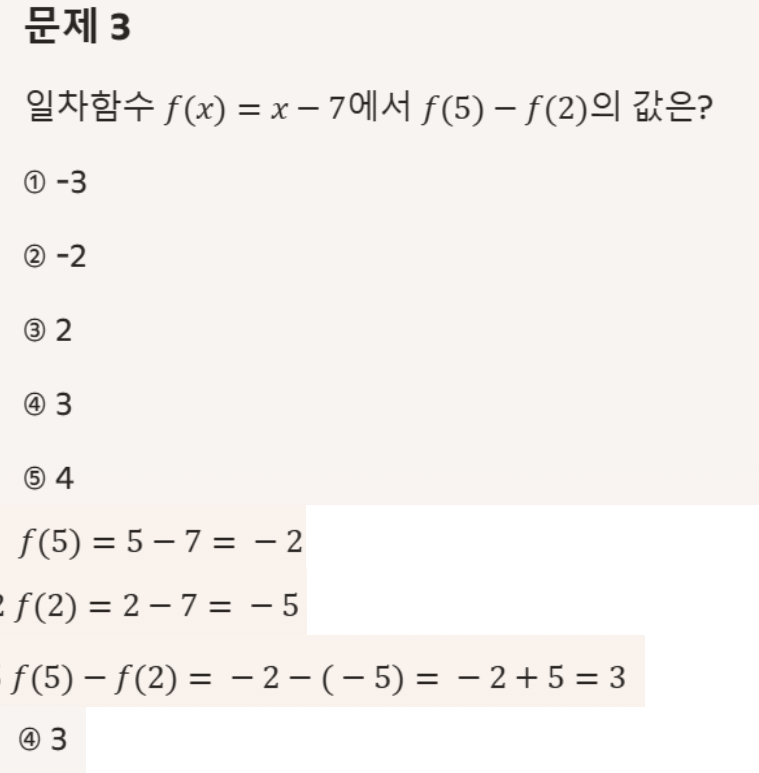 문제 3
일차함수 f(x) = x − 7에서 f(5) − f(2)의 값은?
① -3
② -2
③ 2
④ 3
⑤ 4
f(5) = 5 − 7 = − 2
f(2) = 2 − 7 = − 5
f(5) − f(2) = − 2 − ( − 5) = − 2 + 5 = 3
④ 3